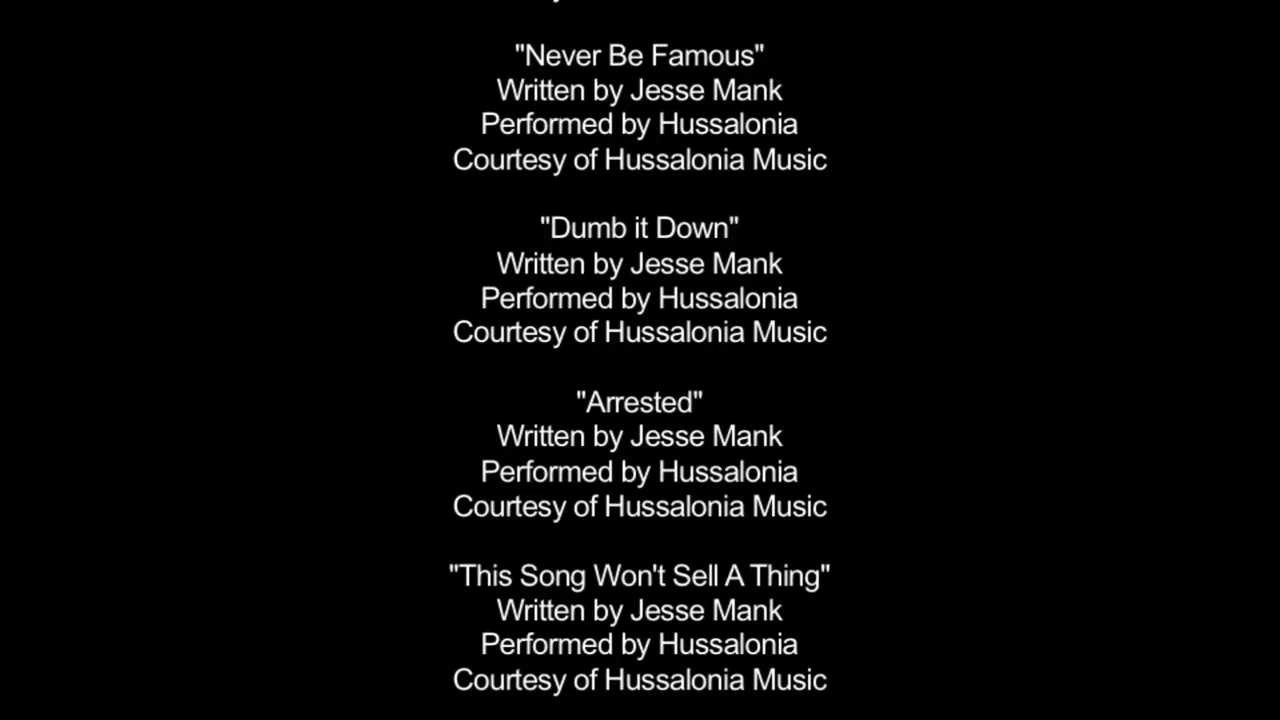 "Never Be Famous"
Written by Jesse Mank
Performed by Hussalonia
Courtesy of Hussalonia Music
"Dumb it Down"
Written by Jesse Mank
Performed by Hussalonia
Courtesy of Hussalonia Music
"Arrested"
Written by Jesse Mank
Performed by Hussalonia
Courtesy of Hussalonia Music
"This Song Won't Sell A Thing"
Written by Jesse Mank
Performed by Hussalonia
Courtesy of Hussalonia Music